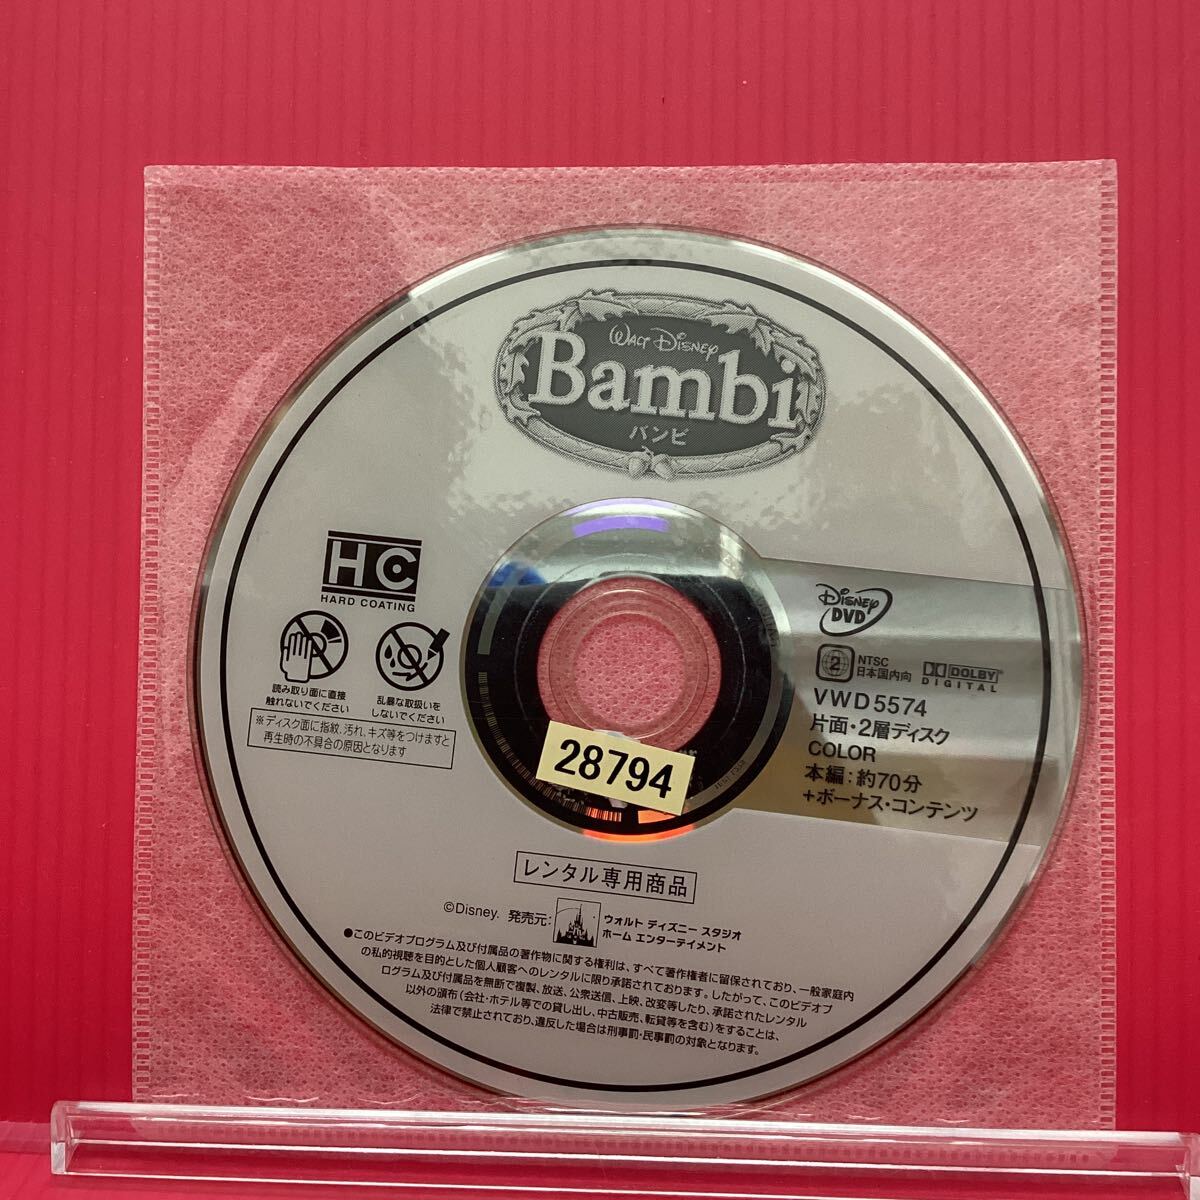 WALT DISNEY
Bambi
バンビ
HC
HARD COATING
読み取り面に直接
触れないでください
乱暴な取扱いを
しないでください
※ディスク面に指紋、汚れ、キズ等をつけますと
再生時の不具合の原因となります
DISNEY
DVD
2
NTSC
日本国内向
DOLBY
DIGITAL
VWD5574
片面・2層ディスク
COLOR
本編：約70分
+ボーナス・コンテンツ
28794
レンタル専用商品
©Disney. 発売元：
ウォルト ディズニー スタジオ
ホーム エンターテイメント
●このビデオプログラム及び付属品の著作物に関する権利は、すべて著作権者に留保されており、一般家庭内
の私的視聴を目的とした個人顧客へのレンタルに限り承諾されております。したがって、このビデオプ
ログラム及び付属品を無断で複製、放送、公衆送信、上映、改変等したり、承諾されたレンタル
以外の頒布（会社・ホテル等での貸し出し、中古販売、転貸等を含む）をすることは、
法律で禁止されており、違反した場合は刑事罰・民事罰の対象となります。